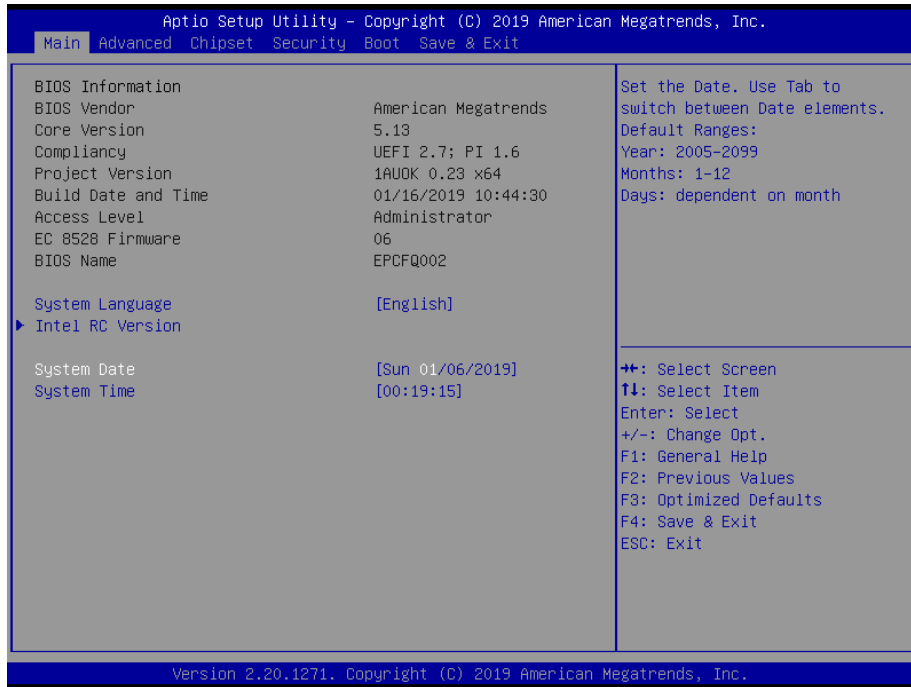 Aptio Setup Utility – Copyright (C) 2019 American Megatrends, Inc.
Main Advanced Chipset Security Boot Save & Exit
BIOS Information
BIOS Vendor American Megatrends
Core Version 5.13
Compliancy UEFI 2.7; PI 1.6
Project Version 1AUOK 0.23 x64
Build Date and Time 01/16/2019 10:44:30
Access Level Administrator
EC 8528 Firmware 06
BIOS Name EPCFQ002
System Language [English]
Intel RC Version
System Date [Sun 01/06/2019]
System Time [00:19:15]
Set the Date. Use Tab to
switch between Date elements.
Default Ranges:
Year: 2005-2099
Months: 1-12
Days: dependent on month
→←: Select Screen
↑↓: Select Item
Enter: Select
+/-: Change Opt.
F1: General Help
F2: Previous Values
F3: Optimized Defaults
F4: Save & Exit
ESC: Exit
Version 2.20.1271. Copyright (C) 2019 American Megatrends, Inc.